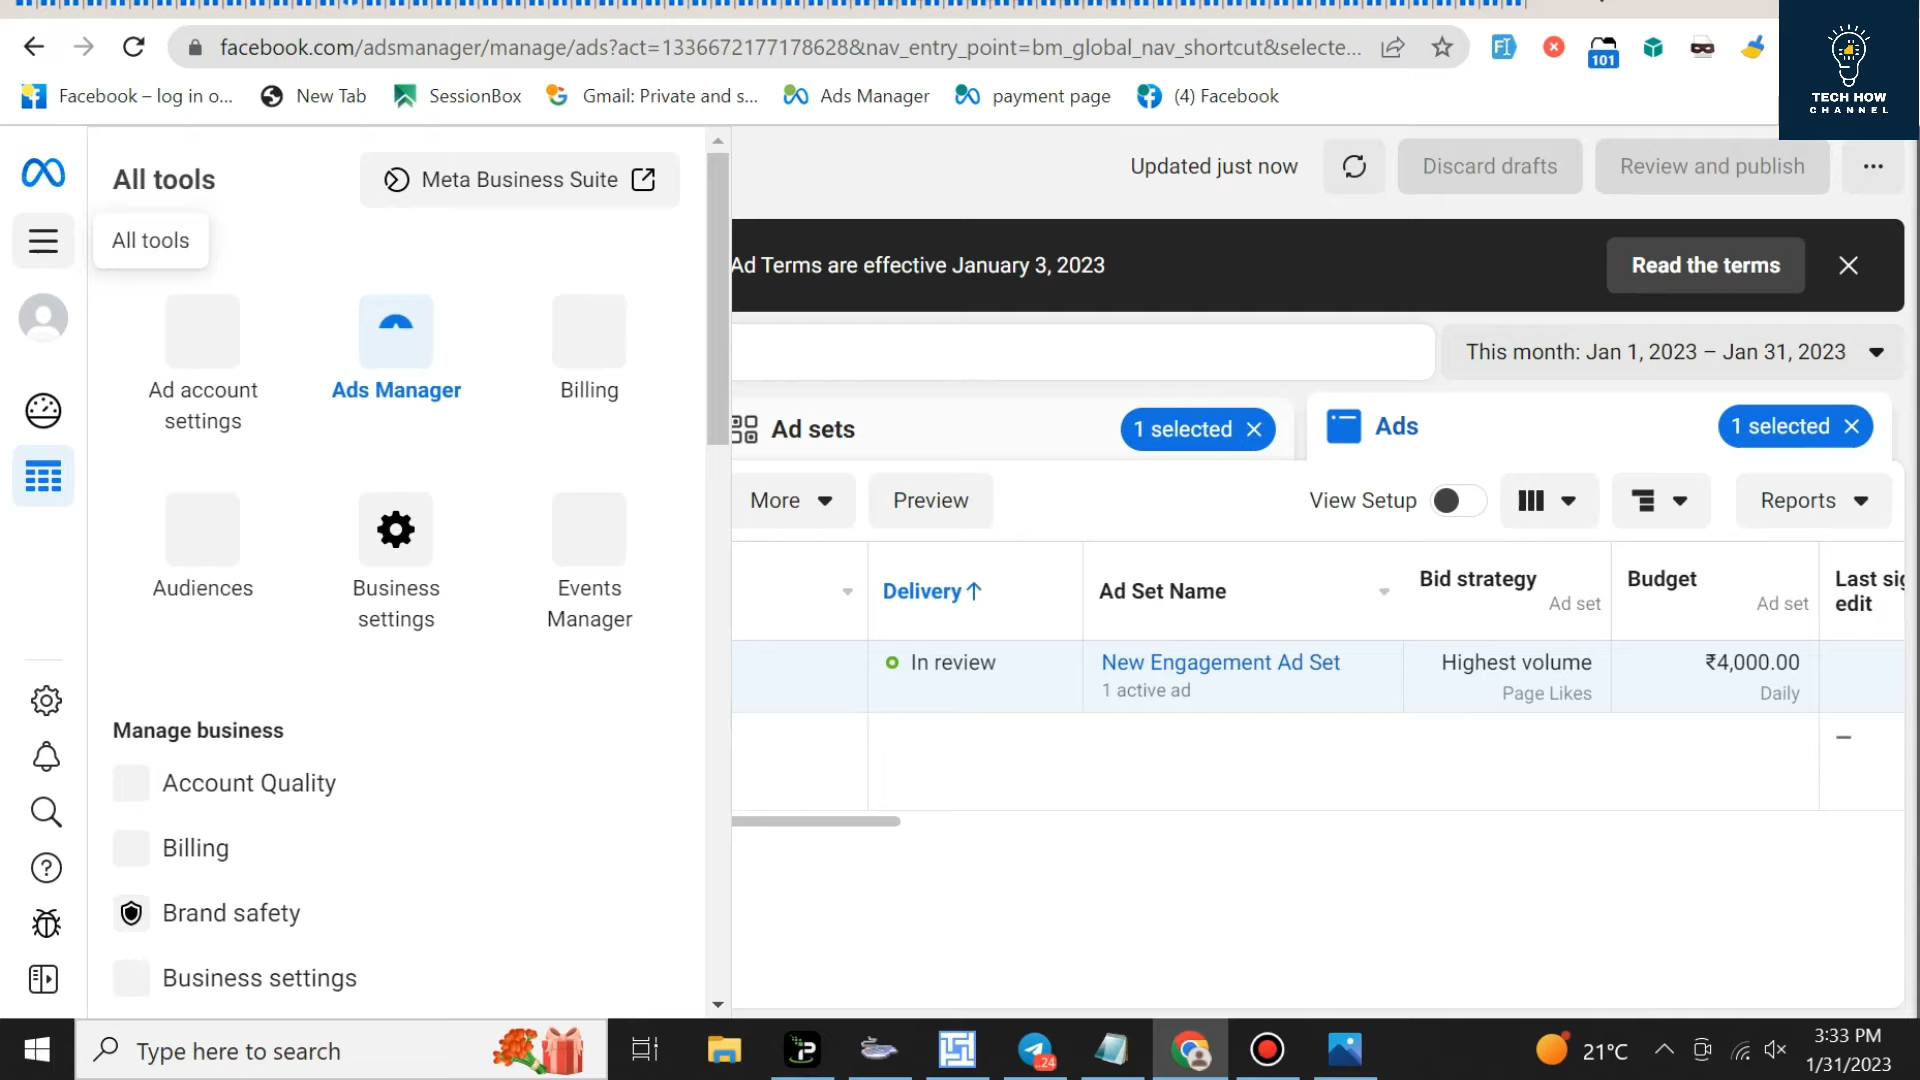 facebook.com/adsmanager/manage/ads?act=1336672177178628&nav_entry_point=bm_global_nav_shortcut&selecte...
101
TECH HOW
CHANNEL
Facebook – log in o...
New Tab
SessionBox
Gmail: Private and s...
Ads Manager
payment page
(4) Facebook
All tools
Meta Business Suite
All tools
Updated just now
Discard drafts
Review and publish
Ad Terms are effective January 3, 2023
Read the terms
This month: Jan 1, 2023 – Jan 31, 2023
Ad account
settings
Ads Manager
Billing
Audiences
Business
settings
Events
Manager
Ad sets
1 selected
Ads
1 selected
More
Preview
View Setup
Reports
Delivery
Ad Set Name
Bid strategy
Ad set
Budget
Ad set
Last sig
edit
In review
New Engagement Ad Set
1 active ad
Highest volume
Page Likes
₹4,000.00
Daily
—
Manage business
Account Quality
Billing
Brand safety
Business settings
Type here to search
24
21°C
3:33 PM
1/31/2023